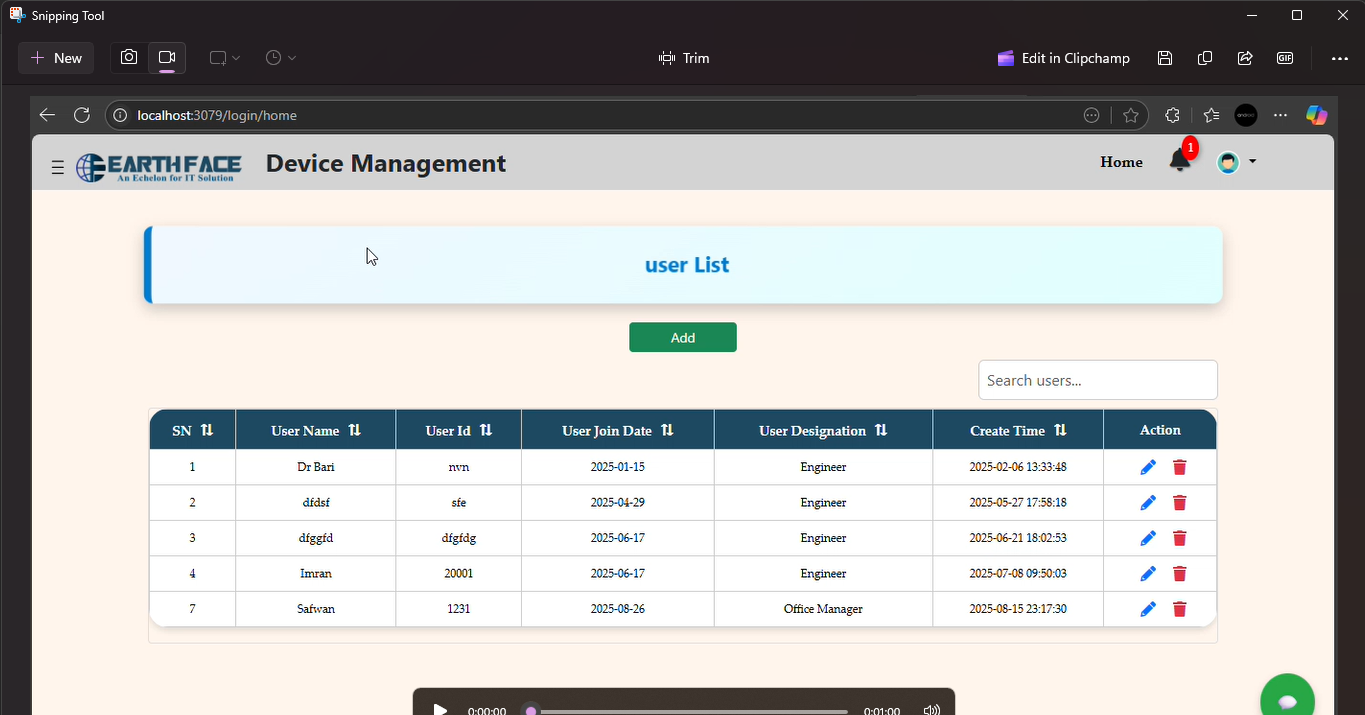 Snipping Tool
New
Trim
Edit in Clipchamp
GIF
localhost:3079/login/home
EARTHFACE
An Echelon for IT Solution
Device Management
Home
1
user List
Add
Search users...
SN User Name User Id User Join Date User Designation Create Time Action
1 Dr Bari nvn 2025-01-15 Engineer 2025-02-06 13:33:48
2 dfdsf sfe 2025-04-29 Engineer 2025-05-27 17:58:18
3 dfggfd dfgfdg 2025-06-17 Engineer 2025-06-21 18:02:53
4 Imran 20001 2025-06-17 Engineer 2025-07-08 09:50:03
7 Safwan 1231 2025-08-26 Office Manager 2025-08-15 23:17:30
0:00:00
0:01:00